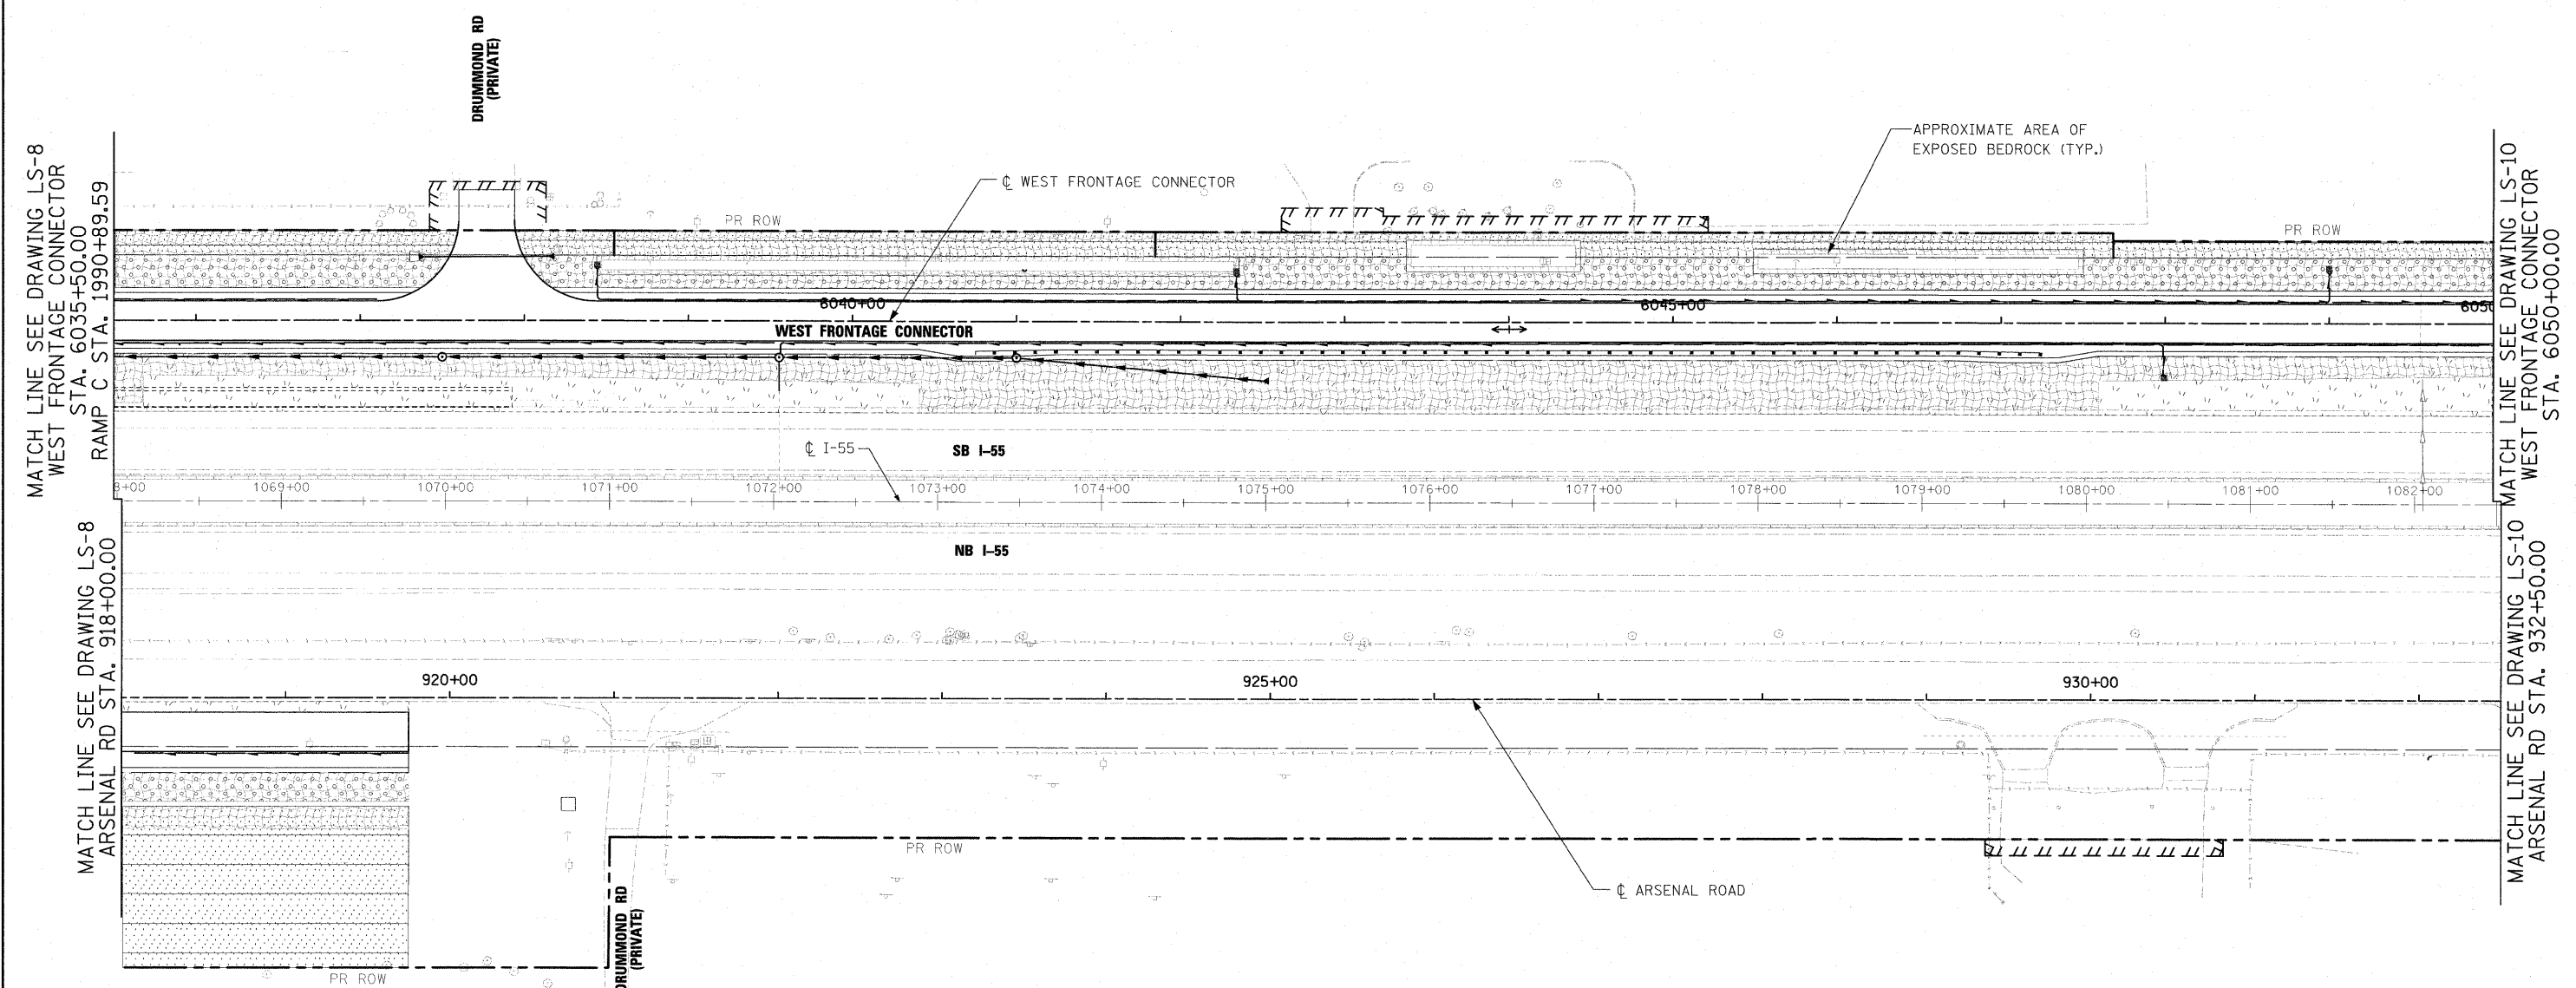 DRUMMOND RD
(PRIVATE)
MATCH LINE SEE DRAWING LS-8
WEST FRONTAGE CONNECTOR
STA. 6035+50.00
RAMP C STA. 1990+89.59
APPROXIMATE AREA OF
EXPOSED BEDROCK (TYP.)
℄ WEST FRONTAGE CONNECTOR
PR ROW
PR ROW
MATCH LINE SEE DRAWING LS-10
WEST FRONTAGE CONNECTOR
STA. 6050+00.00
6040+00
6045+00
6050
WEST FRONTAGE CONNECTOR
℄ I-55
SB I-55
8+00
1069+00
1070+00
1071+00
1072+00
1073+00
1074+00
1075+00
1076+00
1077+00
1078+00
1079+00
1080+00
1081+00
1082+00
NB I-55
MATCH LINE SEE DRAWING LS-8
ARSENAL RD STA. 918+00.00
920+00
925+00
930+00
MATCH LINE SEE DRAWING LS-10
ARSENAL RD STA. 932+50.00
PR ROW
℄ ARSENAL ROAD
DRUMMOND RD
(PRIVATE)
PR ROW